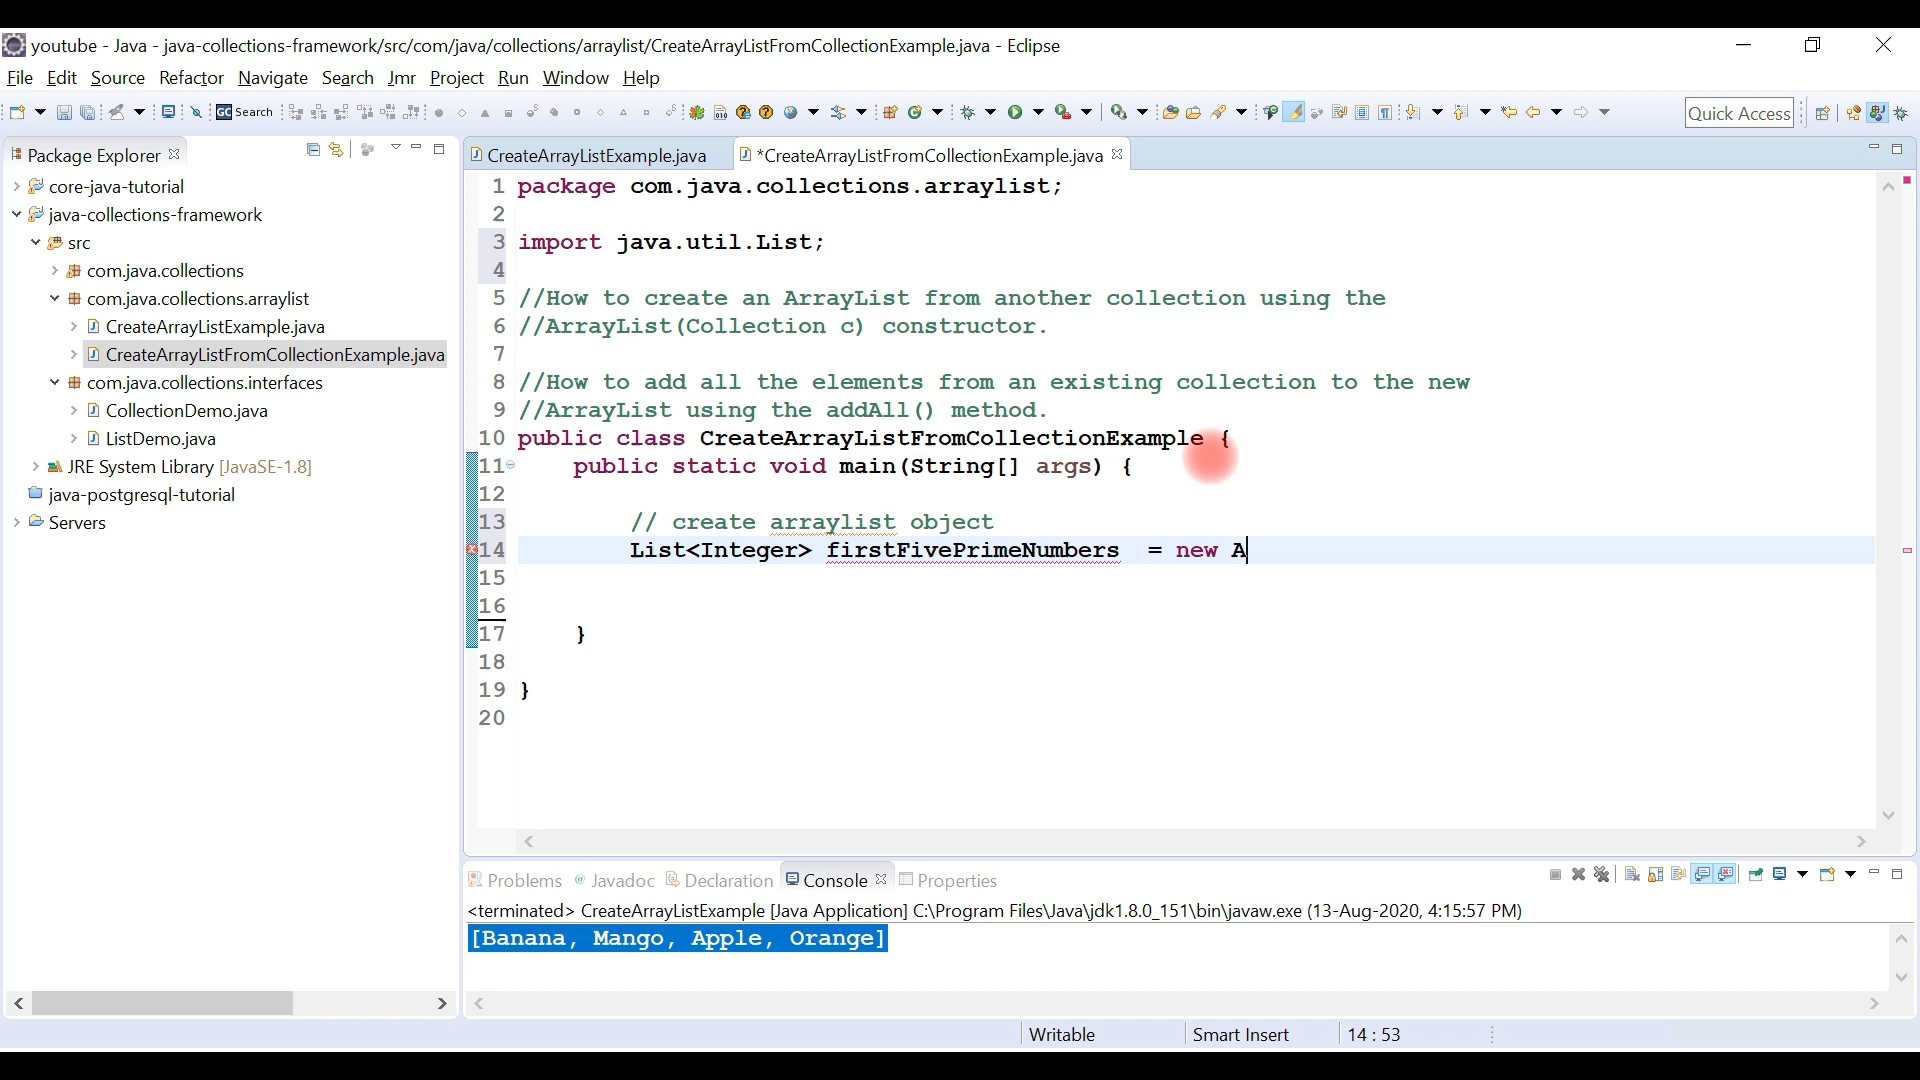 youtube - Java - java-collections-framework/src/com/java/collections/arraylist/CreateArrayListFromCollectionExample.java - Eclipse
File Edit Source Refactor Navigate Search Jmr Project Run Window Help
GC Search Quick Access
Package Explorer
core-java-tutorial
java-collections-framework
src
com.java.collections
com.java.collections.arraylist
CreateArrayListExample.java
CreateArrayListFromCollectionExample.java
com.java.collections.interfaces
CollectionDemo.java
ListDemo.java
JRE System Library [JavaSE-1.8]
java-postgresql-tutorial
Servers
CreateArrayListExample.java *CreateArrayListFromCollectionExample.java
1 package com.java.collections.arraylist;
2
3 import java.util.List;
4
5 //How to create an ArrayList from another collection using the
6 //ArrayList(Collection c) constructor.
7
8 //How to add all the elements from an existing collection to the new
9 //ArrayList using the addAll() method.
10 public class CreateArrayListFromCollectionExample {
11 public static void main(String[] args) {
12
13 // create arraylist object
14 List<Integer> firstFivePrimeNumbers = new A
15
16
17 }
18
19 }
20
Problems Javadoc Declaration Console Properties
<terminated> CreateArrayListExample [Java Application] C:\Program Files\Java\jdk1.8.0_151\bin\javaw.exe (13-Aug-2020, 4:15:57 PM)
[Banana, Mango, Apple, Orange]
Writable Smart Insert 14 : 53